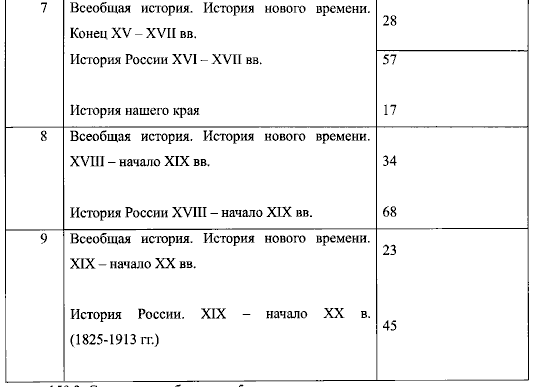 7 Всеобщая история. История нового времени.
Конец XV – XVII вв. 28
История России XVI – XVII вв. 57
История нашего края 17
8 Всеобщая история. История нового времени.
XVIII – начало XIX вв. 34
История России XVIII – начало XIX вв. 68
9 Всеобщая история. История нового времени.
XIX – начало XX вв. 23
История России. XIX – начало XX в.
(1825-1913 гг.) 45